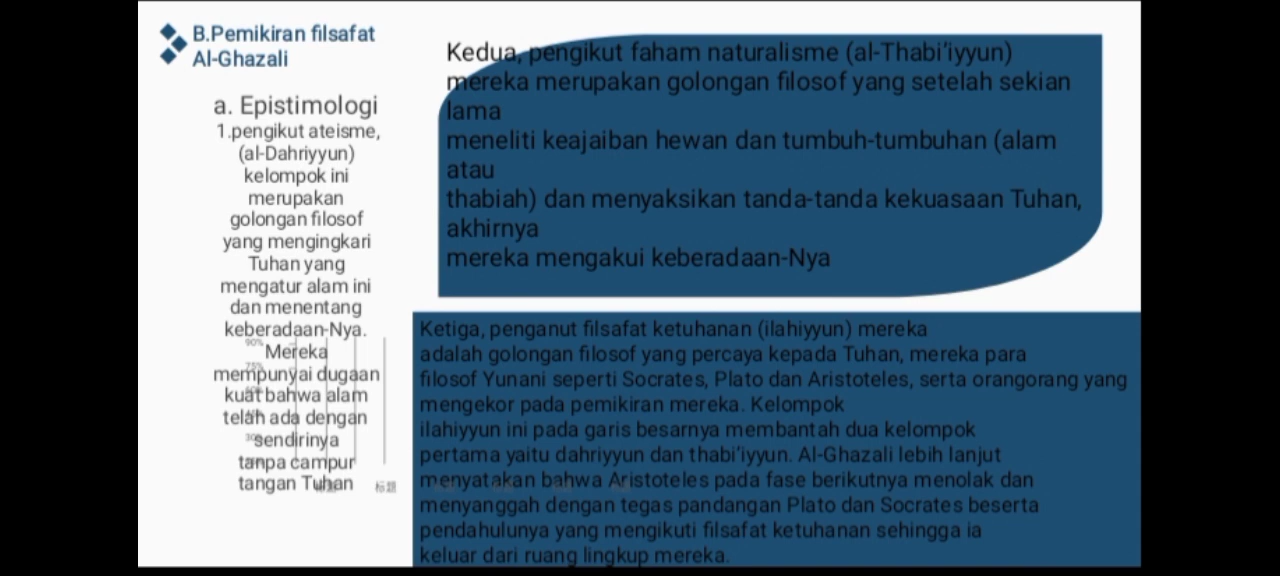 B.Pemikiran filsafat
Al-Ghazali
a. Epistimologi
1.pengikut ateisme,
(al-Dahriyyun)
kelompok ini
merupakan
golongan filosof
yang mengingkari
Tuhan yang
mengatur alam ini
dan menentang
keberadaan-Nya.
Mereka
mempunyai dugaan
kuat bahwa alam
telah ada dengan
sendirinya
tanpa campur
tangan Tuhan
90%
标题
Kedua, pengikut faham naturalisme (al-Thabi'iyyun)
mereka merupakan golongan filosof yang setelah sekian
lama
meneliti keajaiban hewan dan tumbuh-tumbuhan (alam
atau
thabiah) dan menyaksikan tanda-tanda kekuasaan Tuhan,
akhirnya
mereka mengakui keberadaan-Nya
Ketiga, penganut filsafat ketuhanan (ilahiyyun) mereka
adalah golongan filosof yang percaya kepada Tuhan, mereka para
filosof Yunani seperti Socrates, Plato dan Aristoteles, serta orangorang yang
mengekor pada pemikiran mereka. Kelompok
ilahiyyun ini pada garis besarnya membantah dua kelompok
pertama yaitu dahriyyun dan thabi'iyyun. Al-Ghazali lebih lanjut
menyatakan bahwa Aristoteles pada fase berikutnya menolak dan
menyanggah dengan tegas pandangan Plato dan Socrates beserta
pendahulunya yang mengikuti filsafat ketuhanan sehingga ia
keluar dari ruang lingkup mereka.